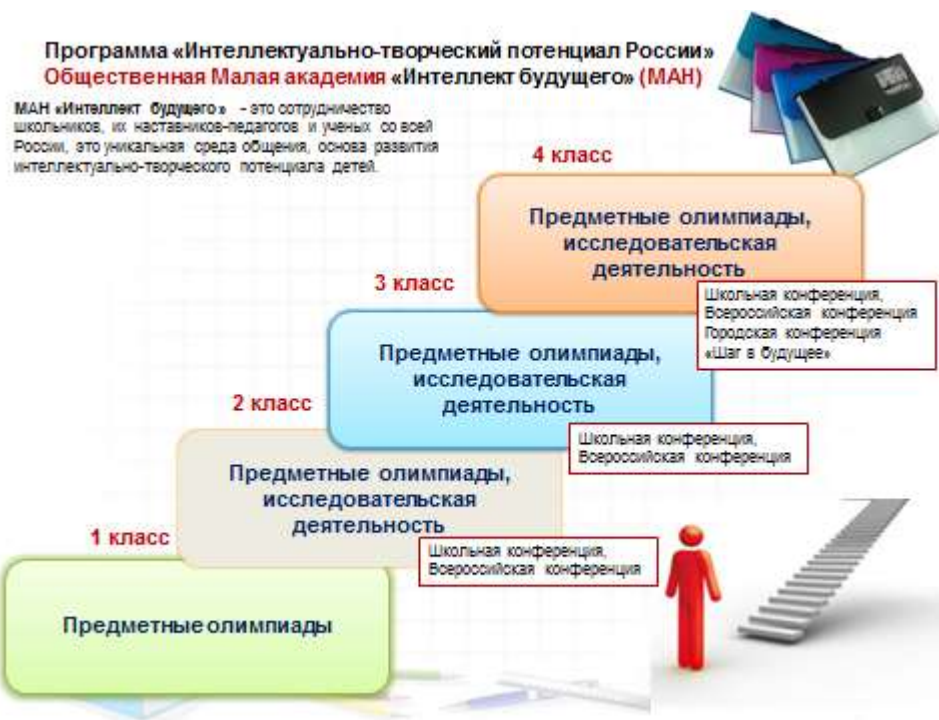 Программа «Интеллектуально-творческий потенциал России»
Общественная Малая академия «Интеллект будущего» (МАН)
МАН «Интеллект будущего» - это сотрудничество
школьников, их наставников-педагогов и ученых со всей
России, это уникальная среда общения, основа развития
интеллектуально-творческого потенциала детей.
4 класс
Предметные олимпиады,
исследовательская
деятельность
Школьная конференция,
Всероссийская конференция
Городская конференция
«Шаг в будущее»
3 класс
Предметные олимпиады,
исследовательская
деятельность
Школьная конференция,
Всероссийская конференция
2 класс
Предметные олимпиады,
исследовательская
деятельность
Школьная конференция,
Всероссийская конференция
1 класс
Предметные олимпиады